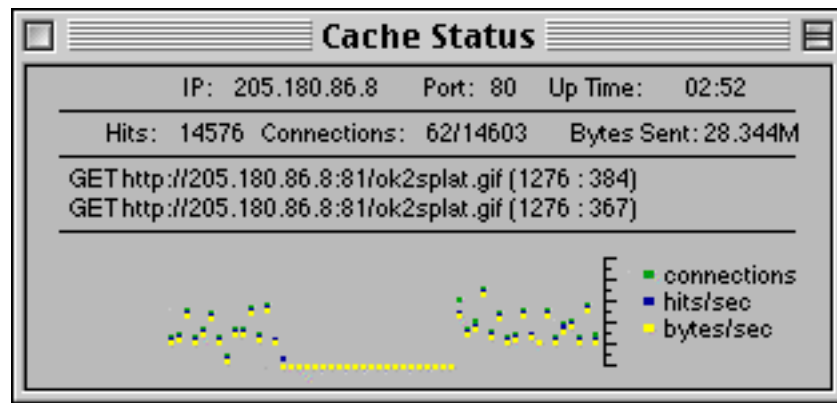 Cache Status
IP: 205.180.86.8 Port: 80 Up Time: 02:52
Hits: 14576 Connections: 62/14603 Bytes Sent: 28.344M
GET http://205.180.86.8:81/ok2splat.gif (1276 : 384)
GET http://205.180.86.8:81/ok2splat.gif (1276 : 367)
connections
hits/sec
bytes/sec